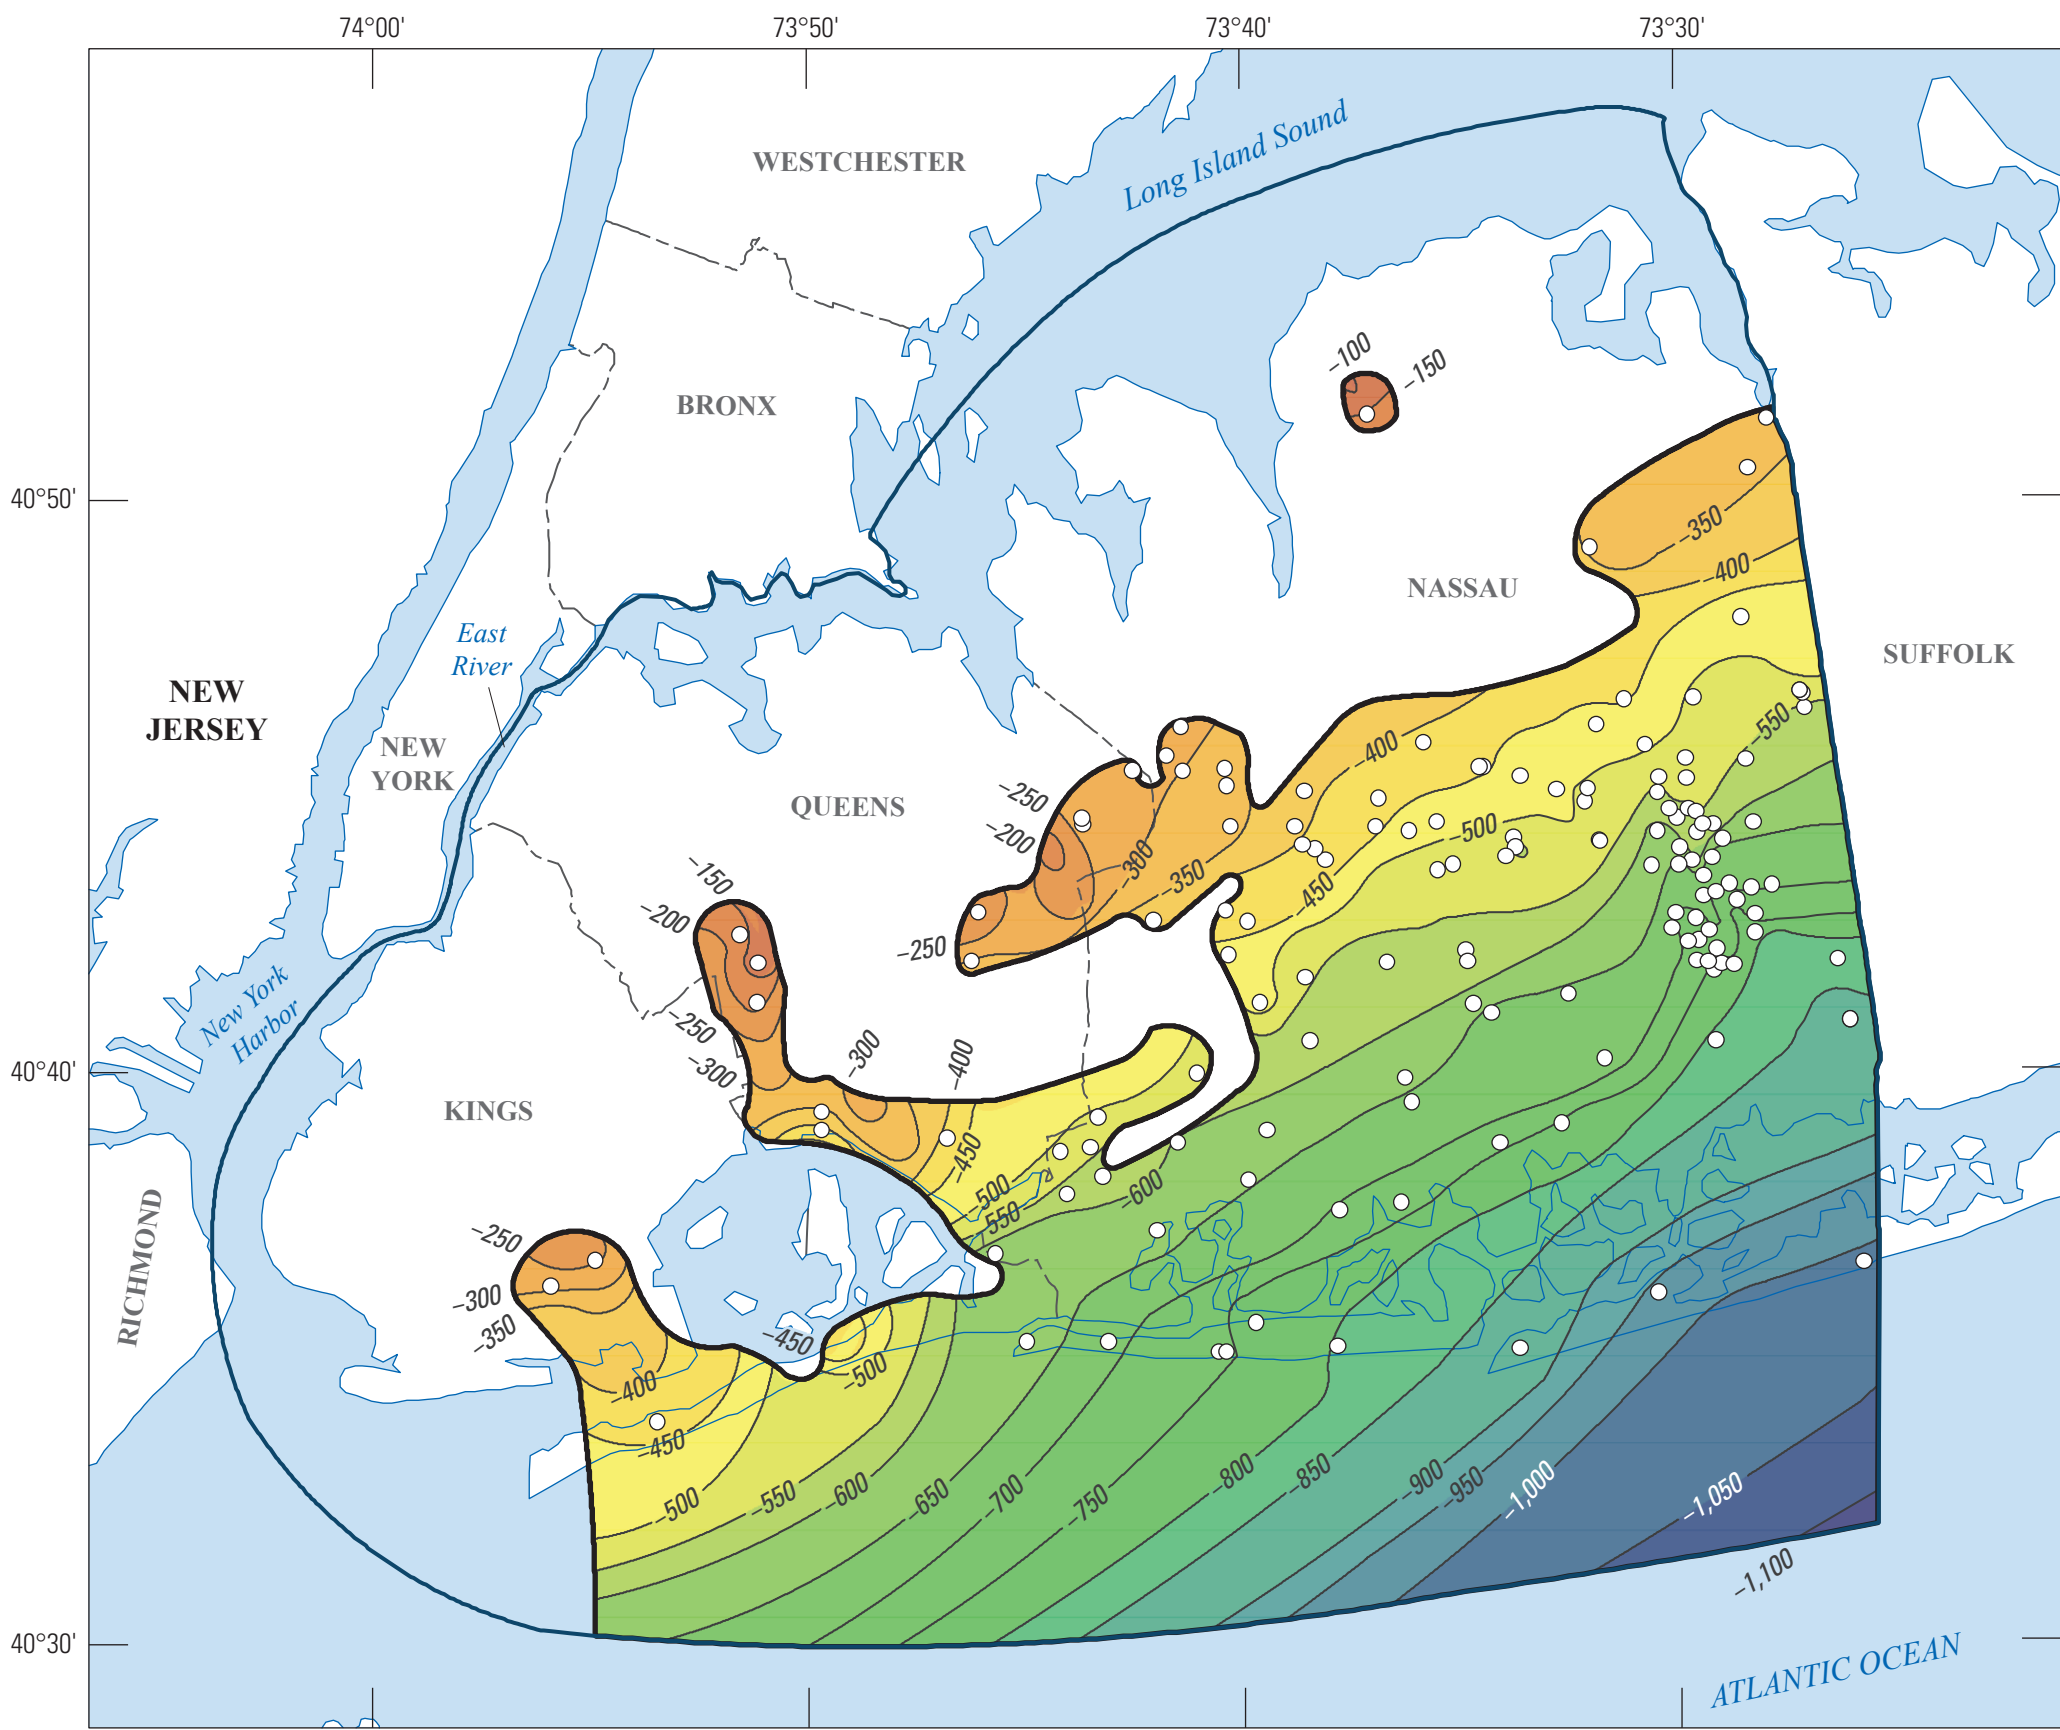 74°00'
73°50'
73°40'
73°30'
Long Island Sound
WESTCHESTER
−100
−150
BRONX
40°50'
−350
−400
NASSAU
East
River
SUFFOLK
NEW
JERSEY
NEW
YORK
−550
−400
−250
QUEENS
−200
−500
−300
−350
−150
−450
−200
−250
New York
Harbor
−250
−300
−300
−400
40°40'
KINGS
−450
−500
−600
550
RICHMOND
−250
−300
−350
−450
−500
−400
−450
−500
−550
−600
−650
−700
−750
−800
−850
−900
−950
−1,000
−1,050
−1,100
40°30'
ATLANTIC OCEAN